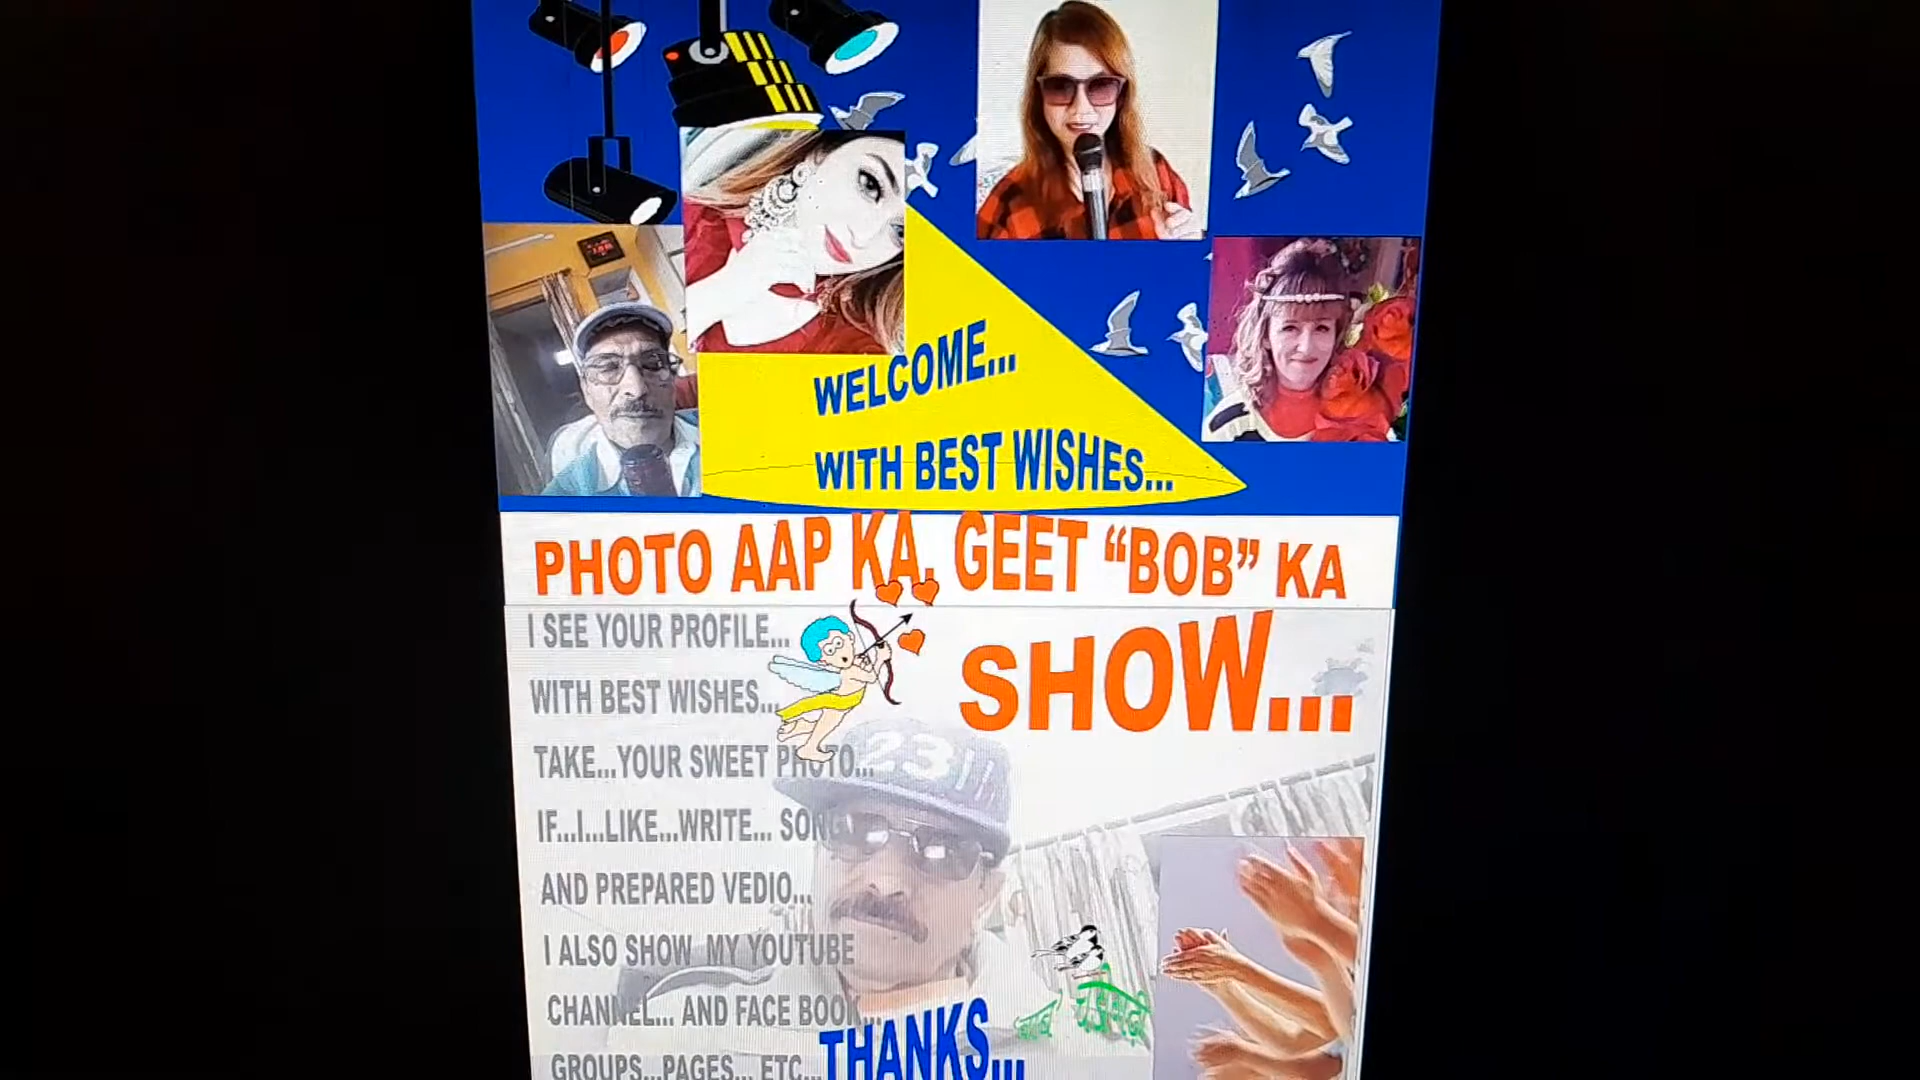 WELCOME...
WITH BEST WISHES...
PHOTO AAP KA, GEET “BOB” KA
SHOW...
I SEE YOUR PROFILE...
WITH BEST WISHES...
TAKE...YOUR SWEET PHOTO...
IF...I...LIKE...WRITE... SONG
AND PREPARED VEDIO...
I ALSO SHOW MY YOUTUBE
CHANNEL... AND FACE BOOK...
GROUPS...PAGES... ETC...
THANKS...
231